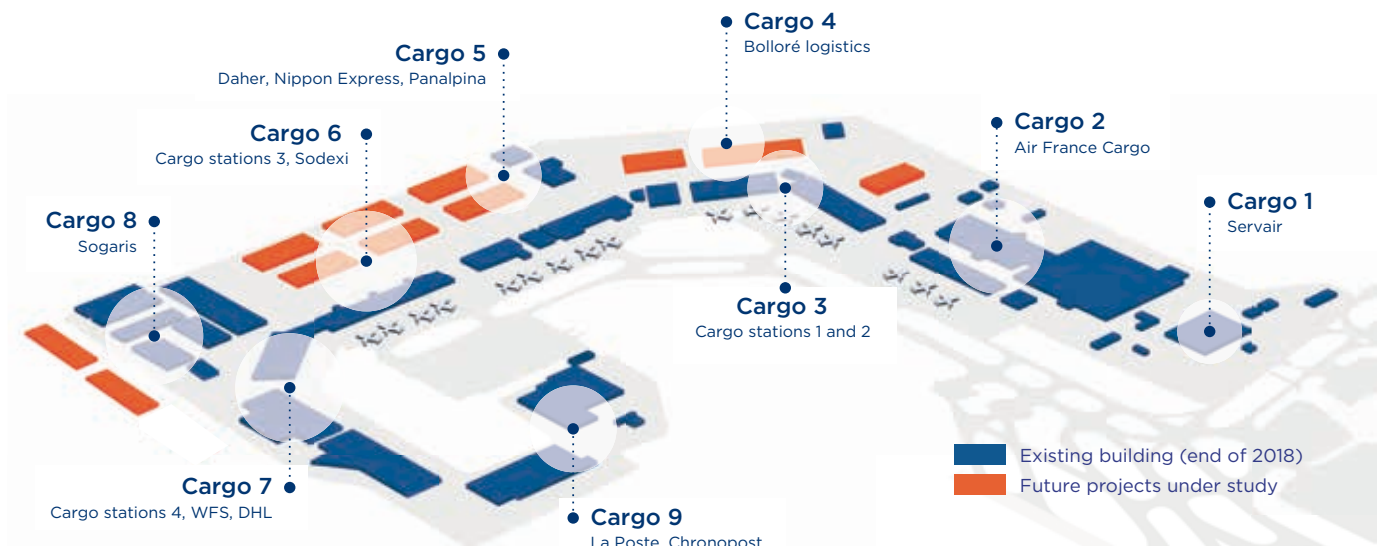 Cargo 4
Bolloré logistics
Cargo 5
Daher, Nippon Express, Panalpina
Cargo 2
Air France Cargo
Cargo 6
Cargo stations 3, Sodexi
Cargo 1
Servair
Cargo 8
Sogaris
Cargo 3
Cargo stations 1 and 2
Existing building (end of 2018)
Future projects under study
Cargo 7
Cargo stations 4, WFS, DHL
Cargo 9
La Poste, Chronopost